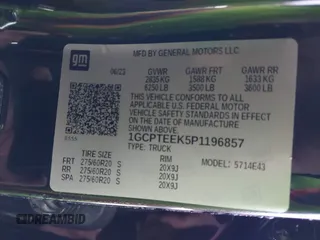 gm
MFD BY GENERAL MOTORS LLC
06/23
GVWR GAWR FRT GAWR RR
2835 KG 1588 KG 1633 KG
6250 LB 3500 LB 3600 LB
THIS VEHICLE CONFORMS TO ALL
APPLICABLE U.S. FEDERAL MOTOR
VEHICLE SAFETY STANDARDS IN
EFFECT ON THE DATE OF
MANUFACTURE SHOWN ABOVE.
1GCPTEEK5P1196857
TYPE: TRUCK
MODEL: S714E43
TIRE SIZE RIM
FRT 275/60R20 S 20X9J
RR 275/60R20 S 20X9J
SPA 275/60R20 S 20X9J
© DREAMBID